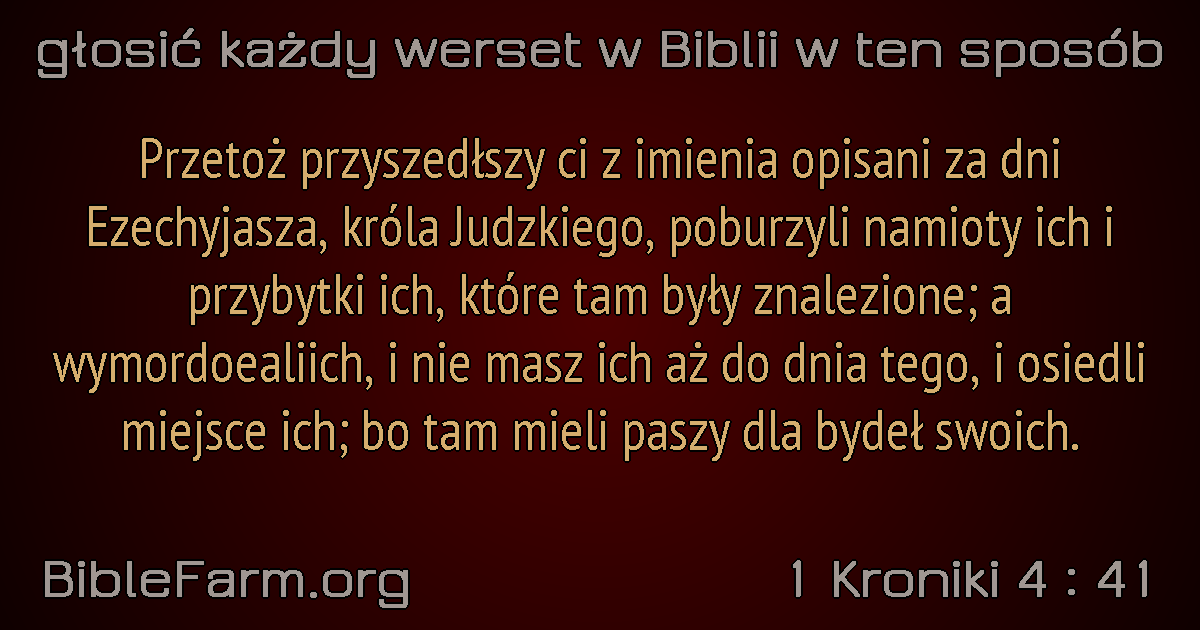 głosić każdy werset w Biblii w ten sposób
Przetoż przyszedłszy ci z imienia opisani za dni
Ezechyjasza, króla Judzkiego, poburzyli namioty ich i
przybytki ich, które tam były znalezione; a
wymordoealiich, i nie masz ich aż do dnia tego, i osiedli
miejsce ich; bo tam mieli paszy dla bydeł swoich.
BibleFarm.org
1 Kroniki 4 : 41